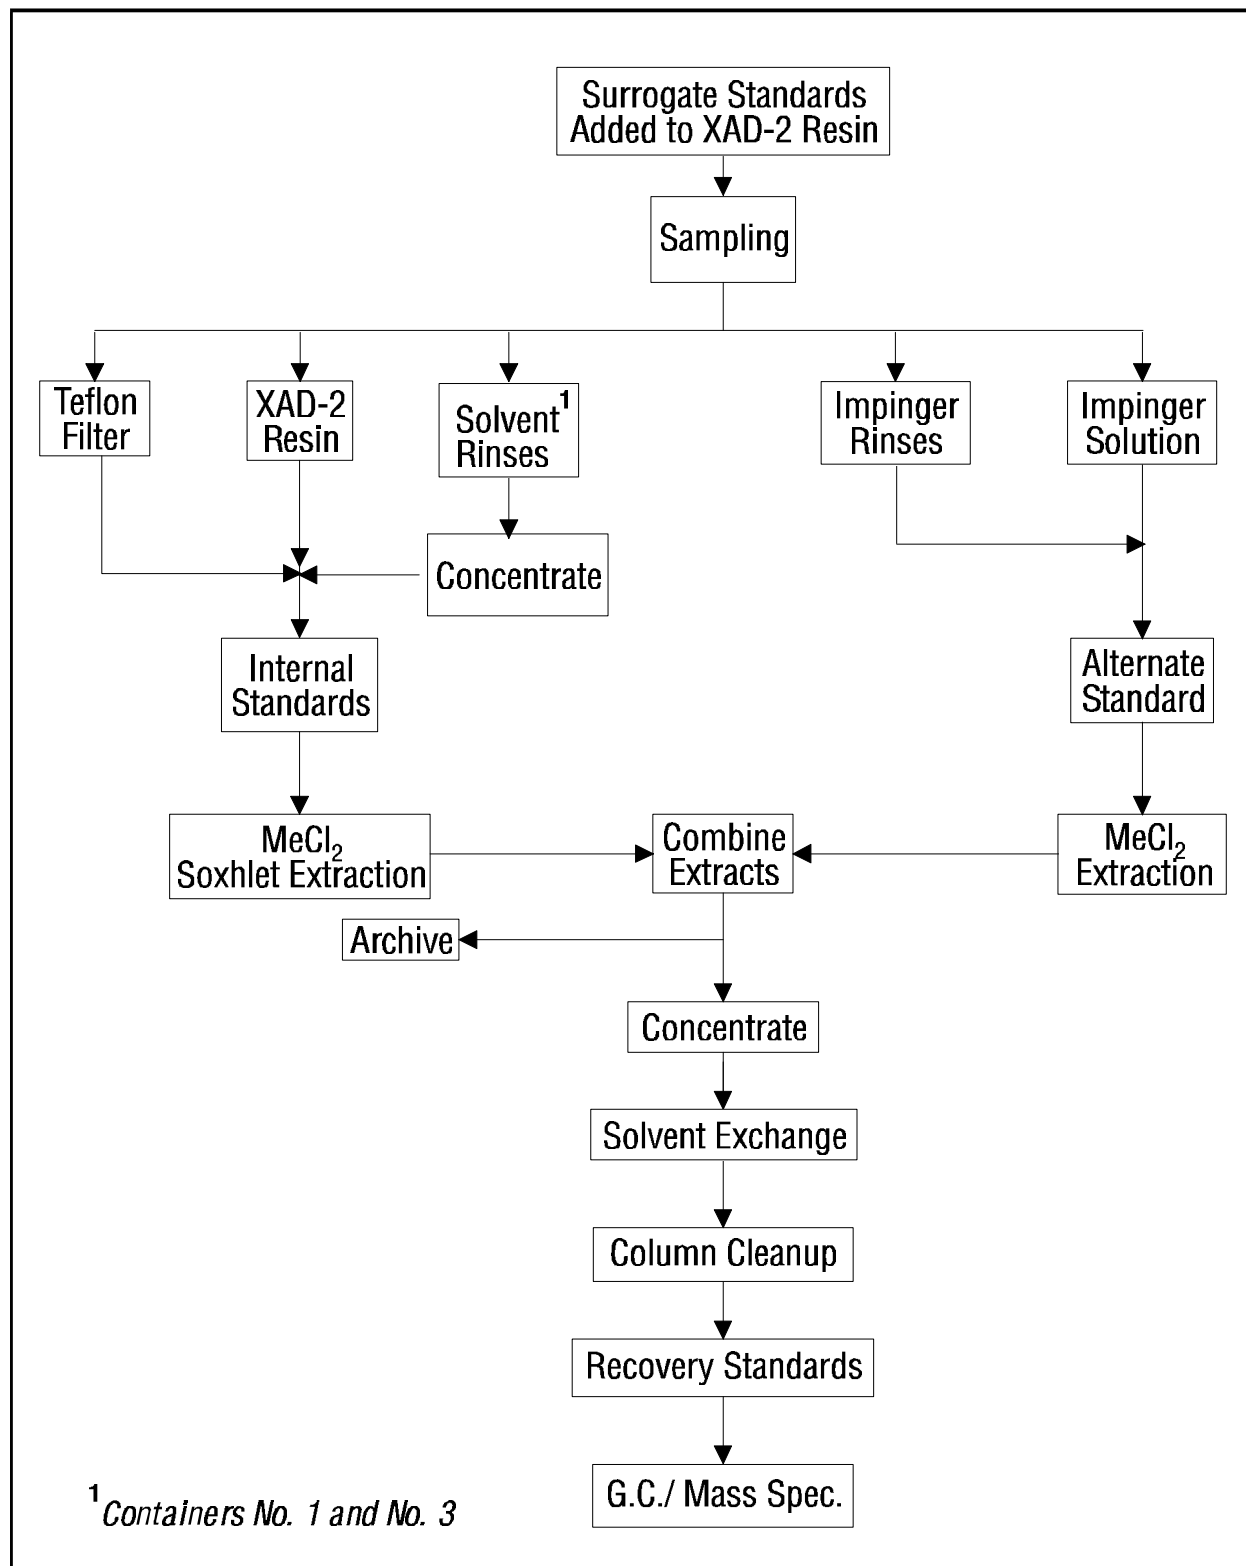 Surrogate Standards
Added to XAD-2 Resin
Sampling
Teflon
Filter
XAD-2
Resin
Solvent¹
Rinses
Impinger
Rinses
Impinger
Solution
Concentrate
Internal
Standards
Alternate
Standard
MeCl₂
Soxhlet Extraction
Combine
Extracts
MeCl₂
Extraction
Archive
Concentrate
Solvent Exchange
Column Cleanup
Recovery Standards
G.C./ Mass Spec.
¹Containers No. 1 and No. 3